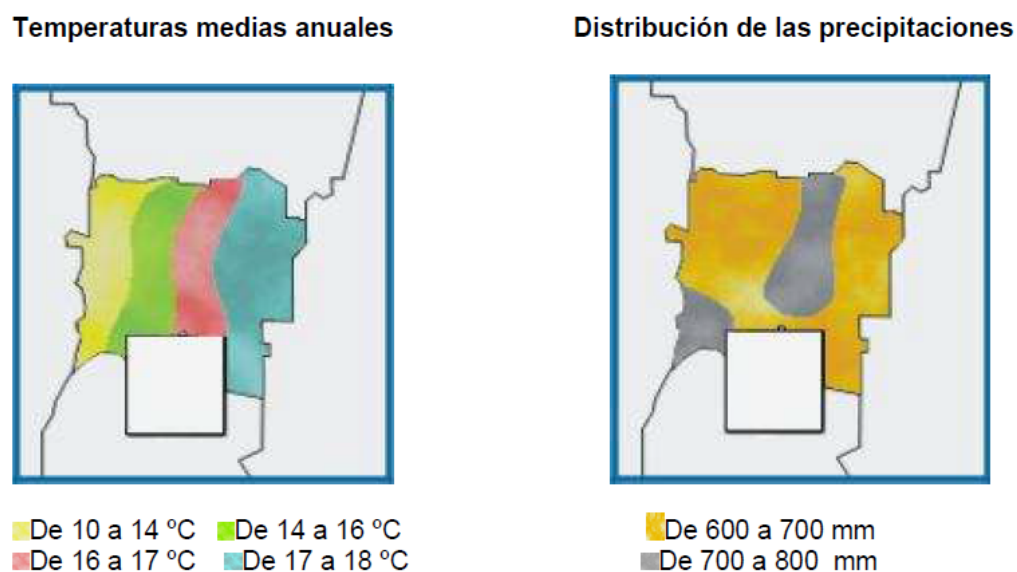 Temperaturas medias anuales
Distribución de las precipitaciones
De 10 a 14 ºC
De 14 a 16 ºC
De 16 a 17 ºC
De 17 a 18 ºC
De 600 a 700 mm
De 700 a 800 mm